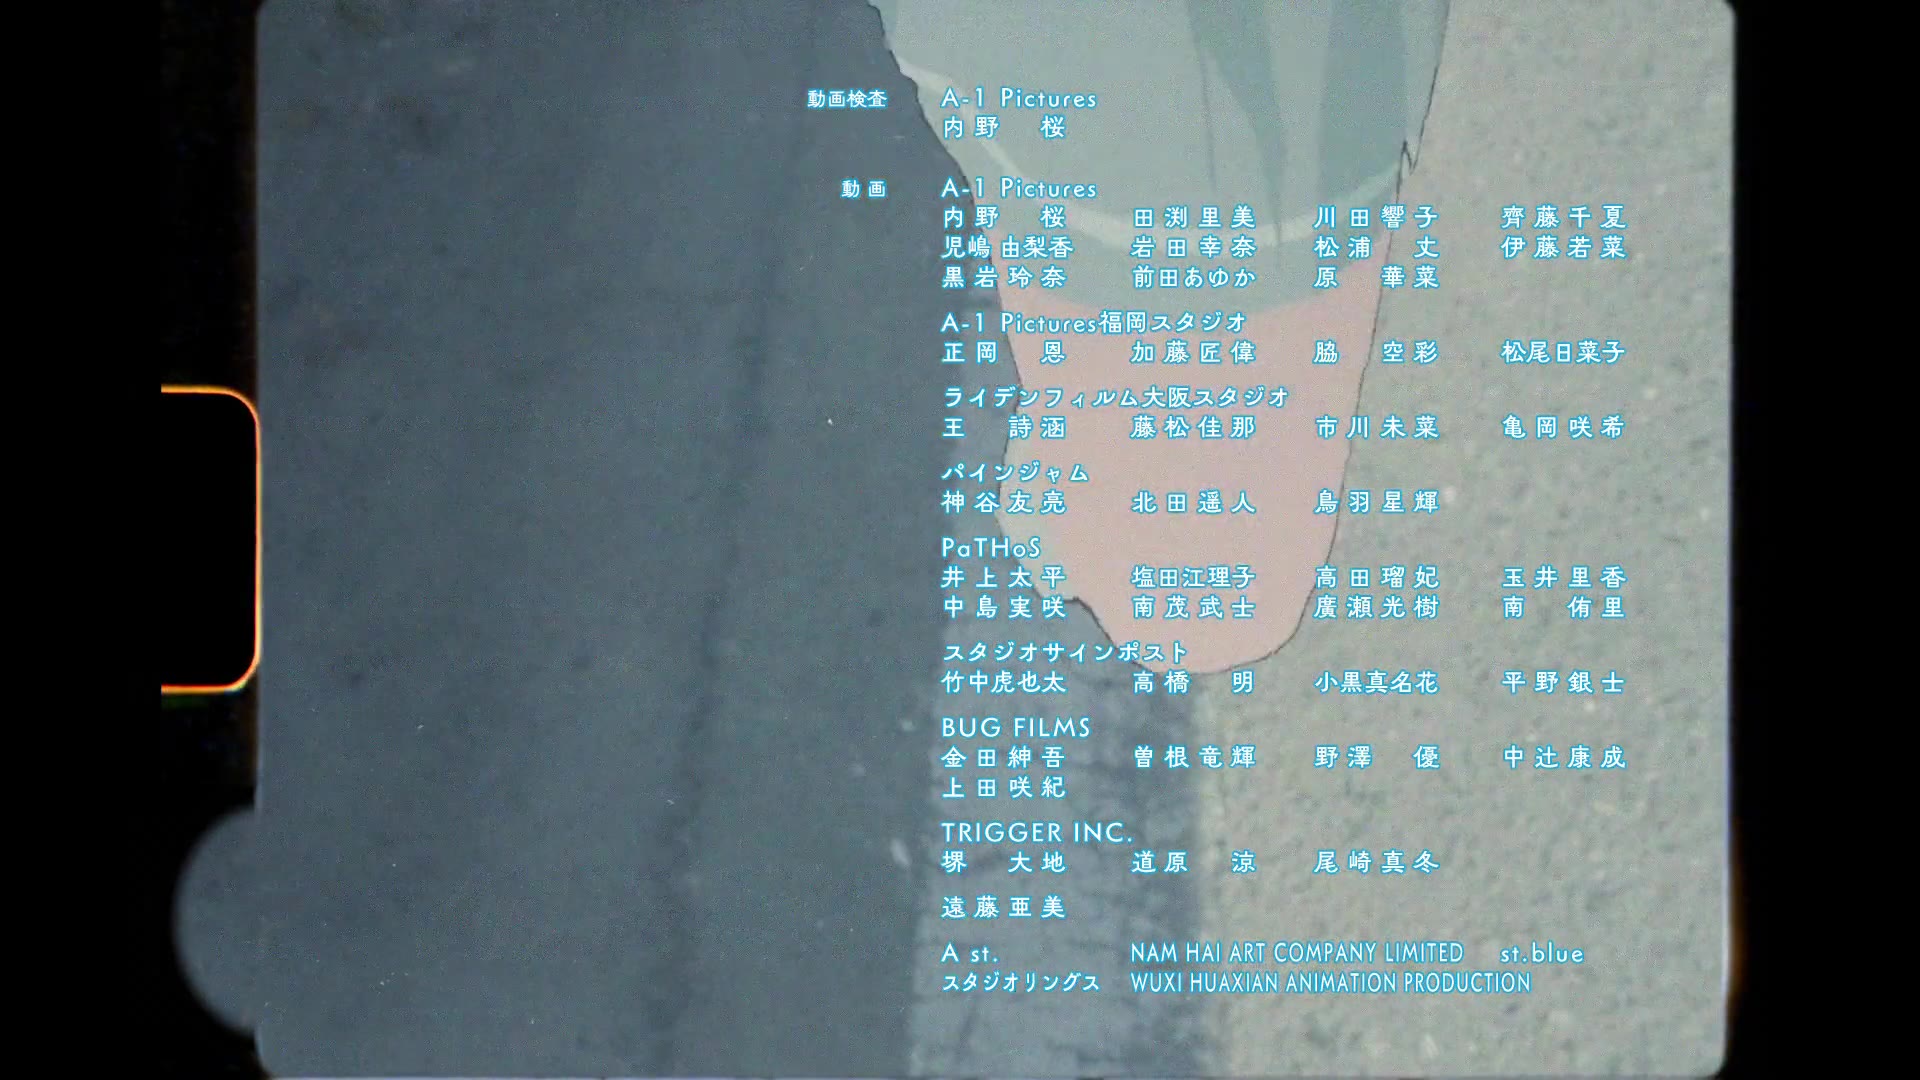 動画検査 A-1 Pictures
内野 桜
動画 A-1 Pictures
内野 桜 田渕里美 川田響子 齊藤千夏
児嶋由梨香 岩田幸奈 松浦 丈 伊藤若菜
黒岩玲奈 前田あゆか 原 華菜
A-1 Pictures福岡スタジオ
正岡 恩 加藤匠偉 脇 空彩 松尾日菜子
ライデンフィルム大阪スタジオ
王 詩涵 藤松佳那 市川未菜 亀岡咲希
パインジャム
神谷友亮 北田遥人 鳥羽星輝
PaTHoS
井上太平 塩田江理子 高田瑠妃 玉井里香
中島実咲 南茂武士 廣瀬光樹 南 侑里
スタジオサインポスト
竹中虎也太 高橋 明 小黒真名花 平野銀士
BUG FILMS
金田紳吾 曽根竜輝 野澤 優 中辻康成
上田咲紀
TRIGGER INC.
堺 大地 道原 涼 尾崎真冬
遠藤亜美
A st. NAM HAI ART COMPANY LIMITED st.blue
スタジオリングス WUXI HUAXIAN ANIMATION PRODUCTION